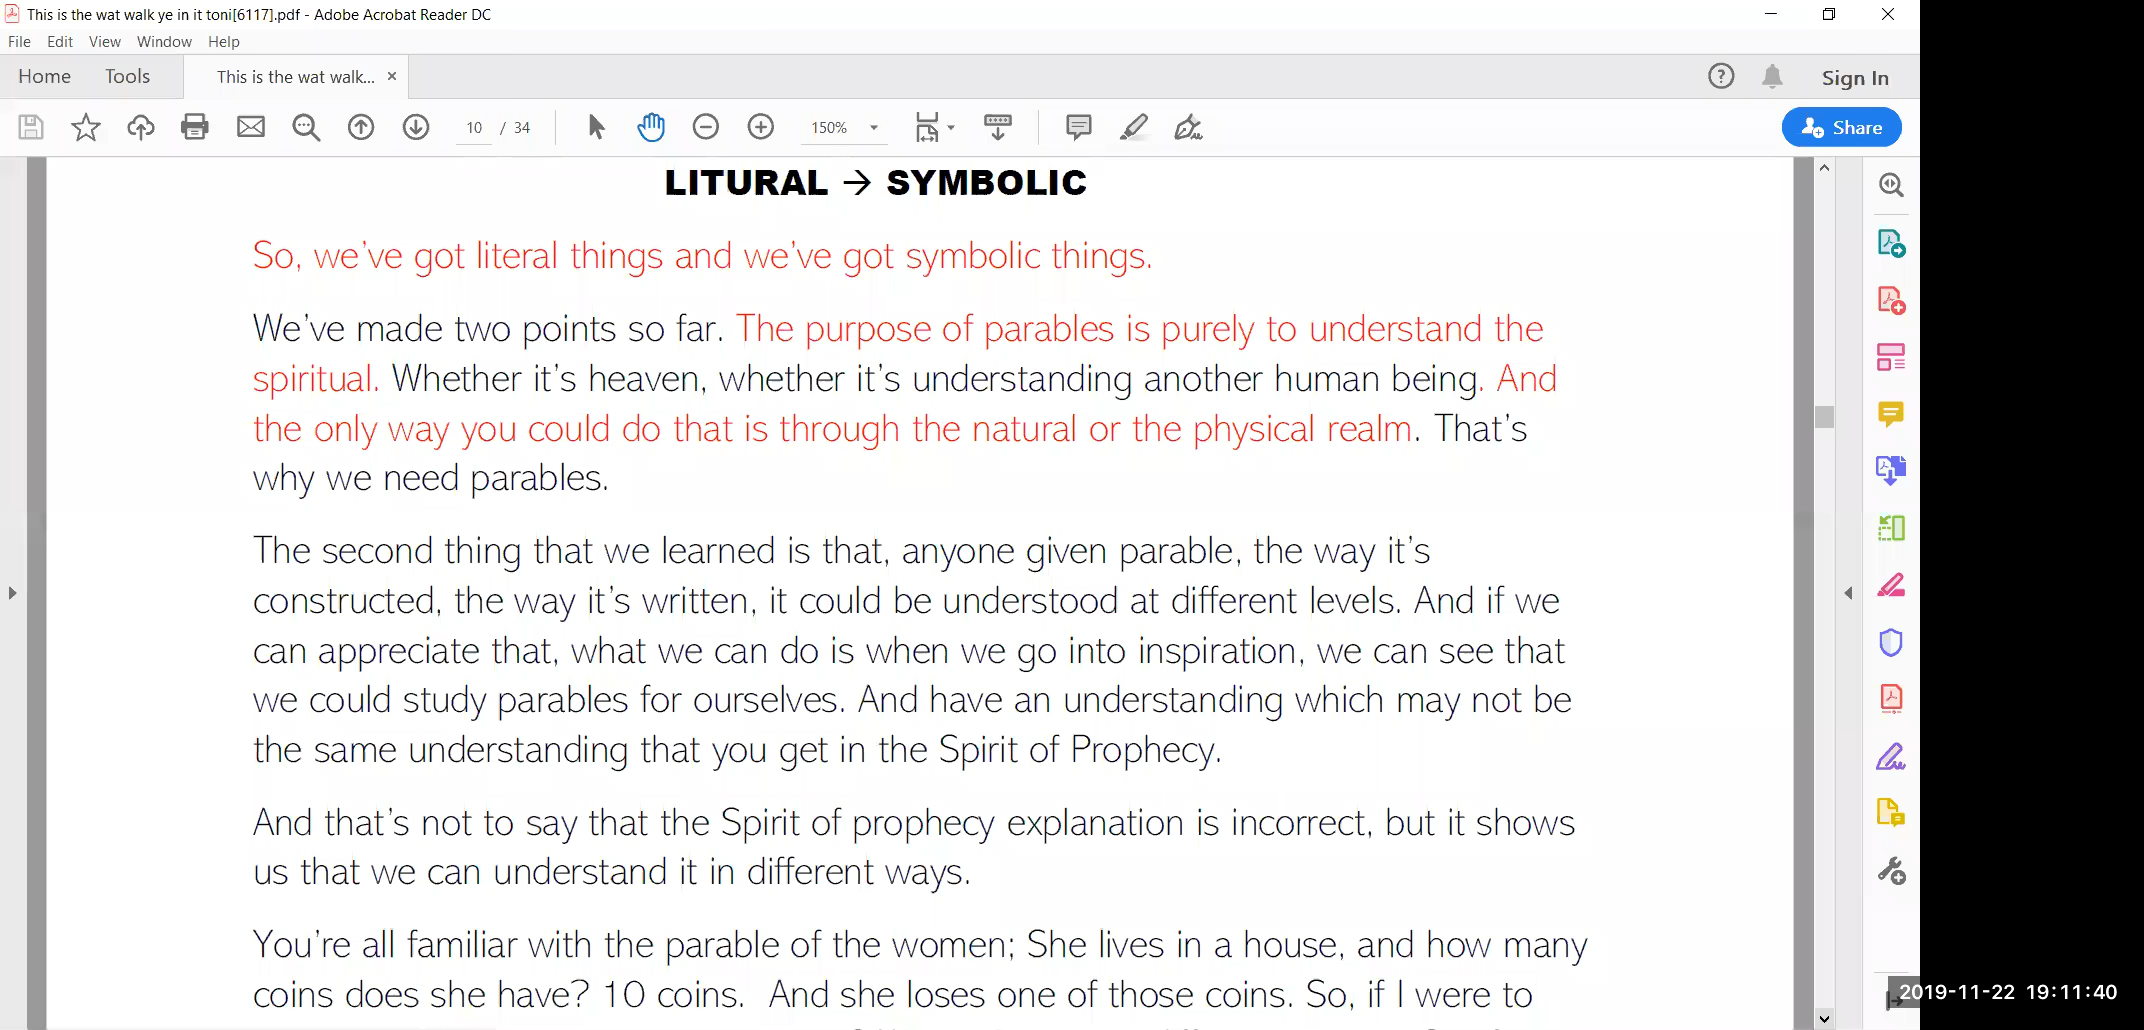 This is the wat walk ye in it toni[6117].pdf - Adobe Acrobat Reader DC
File Edit View Window Help
Home Tools This is the wat walk... × Sign In
10 / 34 150% Share
LITURAL → SYMBOLIC
So, we've got literal things and we've got symbolic things.
We've made two points so far. The purpose of parables is purely to understand the
spiritual. Whether it's heaven, whether it's understanding another human being. And
the only way you could do that is through the natural or the physical realm. That's
why we need parables.
The second thing that we learned is that, anyone given parable, the way it's
constructed, the way it's written, it could be understood at different levels. And if we
can appreciate that, what we can do is when we go into inspiration, we can see that
we could study parables for ourselves. And have an understanding which may not be
the same understanding that you get in the Spirit of Prophecy.
And that's not to say that the Spirit of prophecy explanation is incorrect, but it shows
us that we can understand it in different ways.
You're all familiar with the parable of the women; She lives in a house, and how many
coins does she have? 10 coins. And she loses one of those coins. So, if I were to
2019-11-22 19:11:40